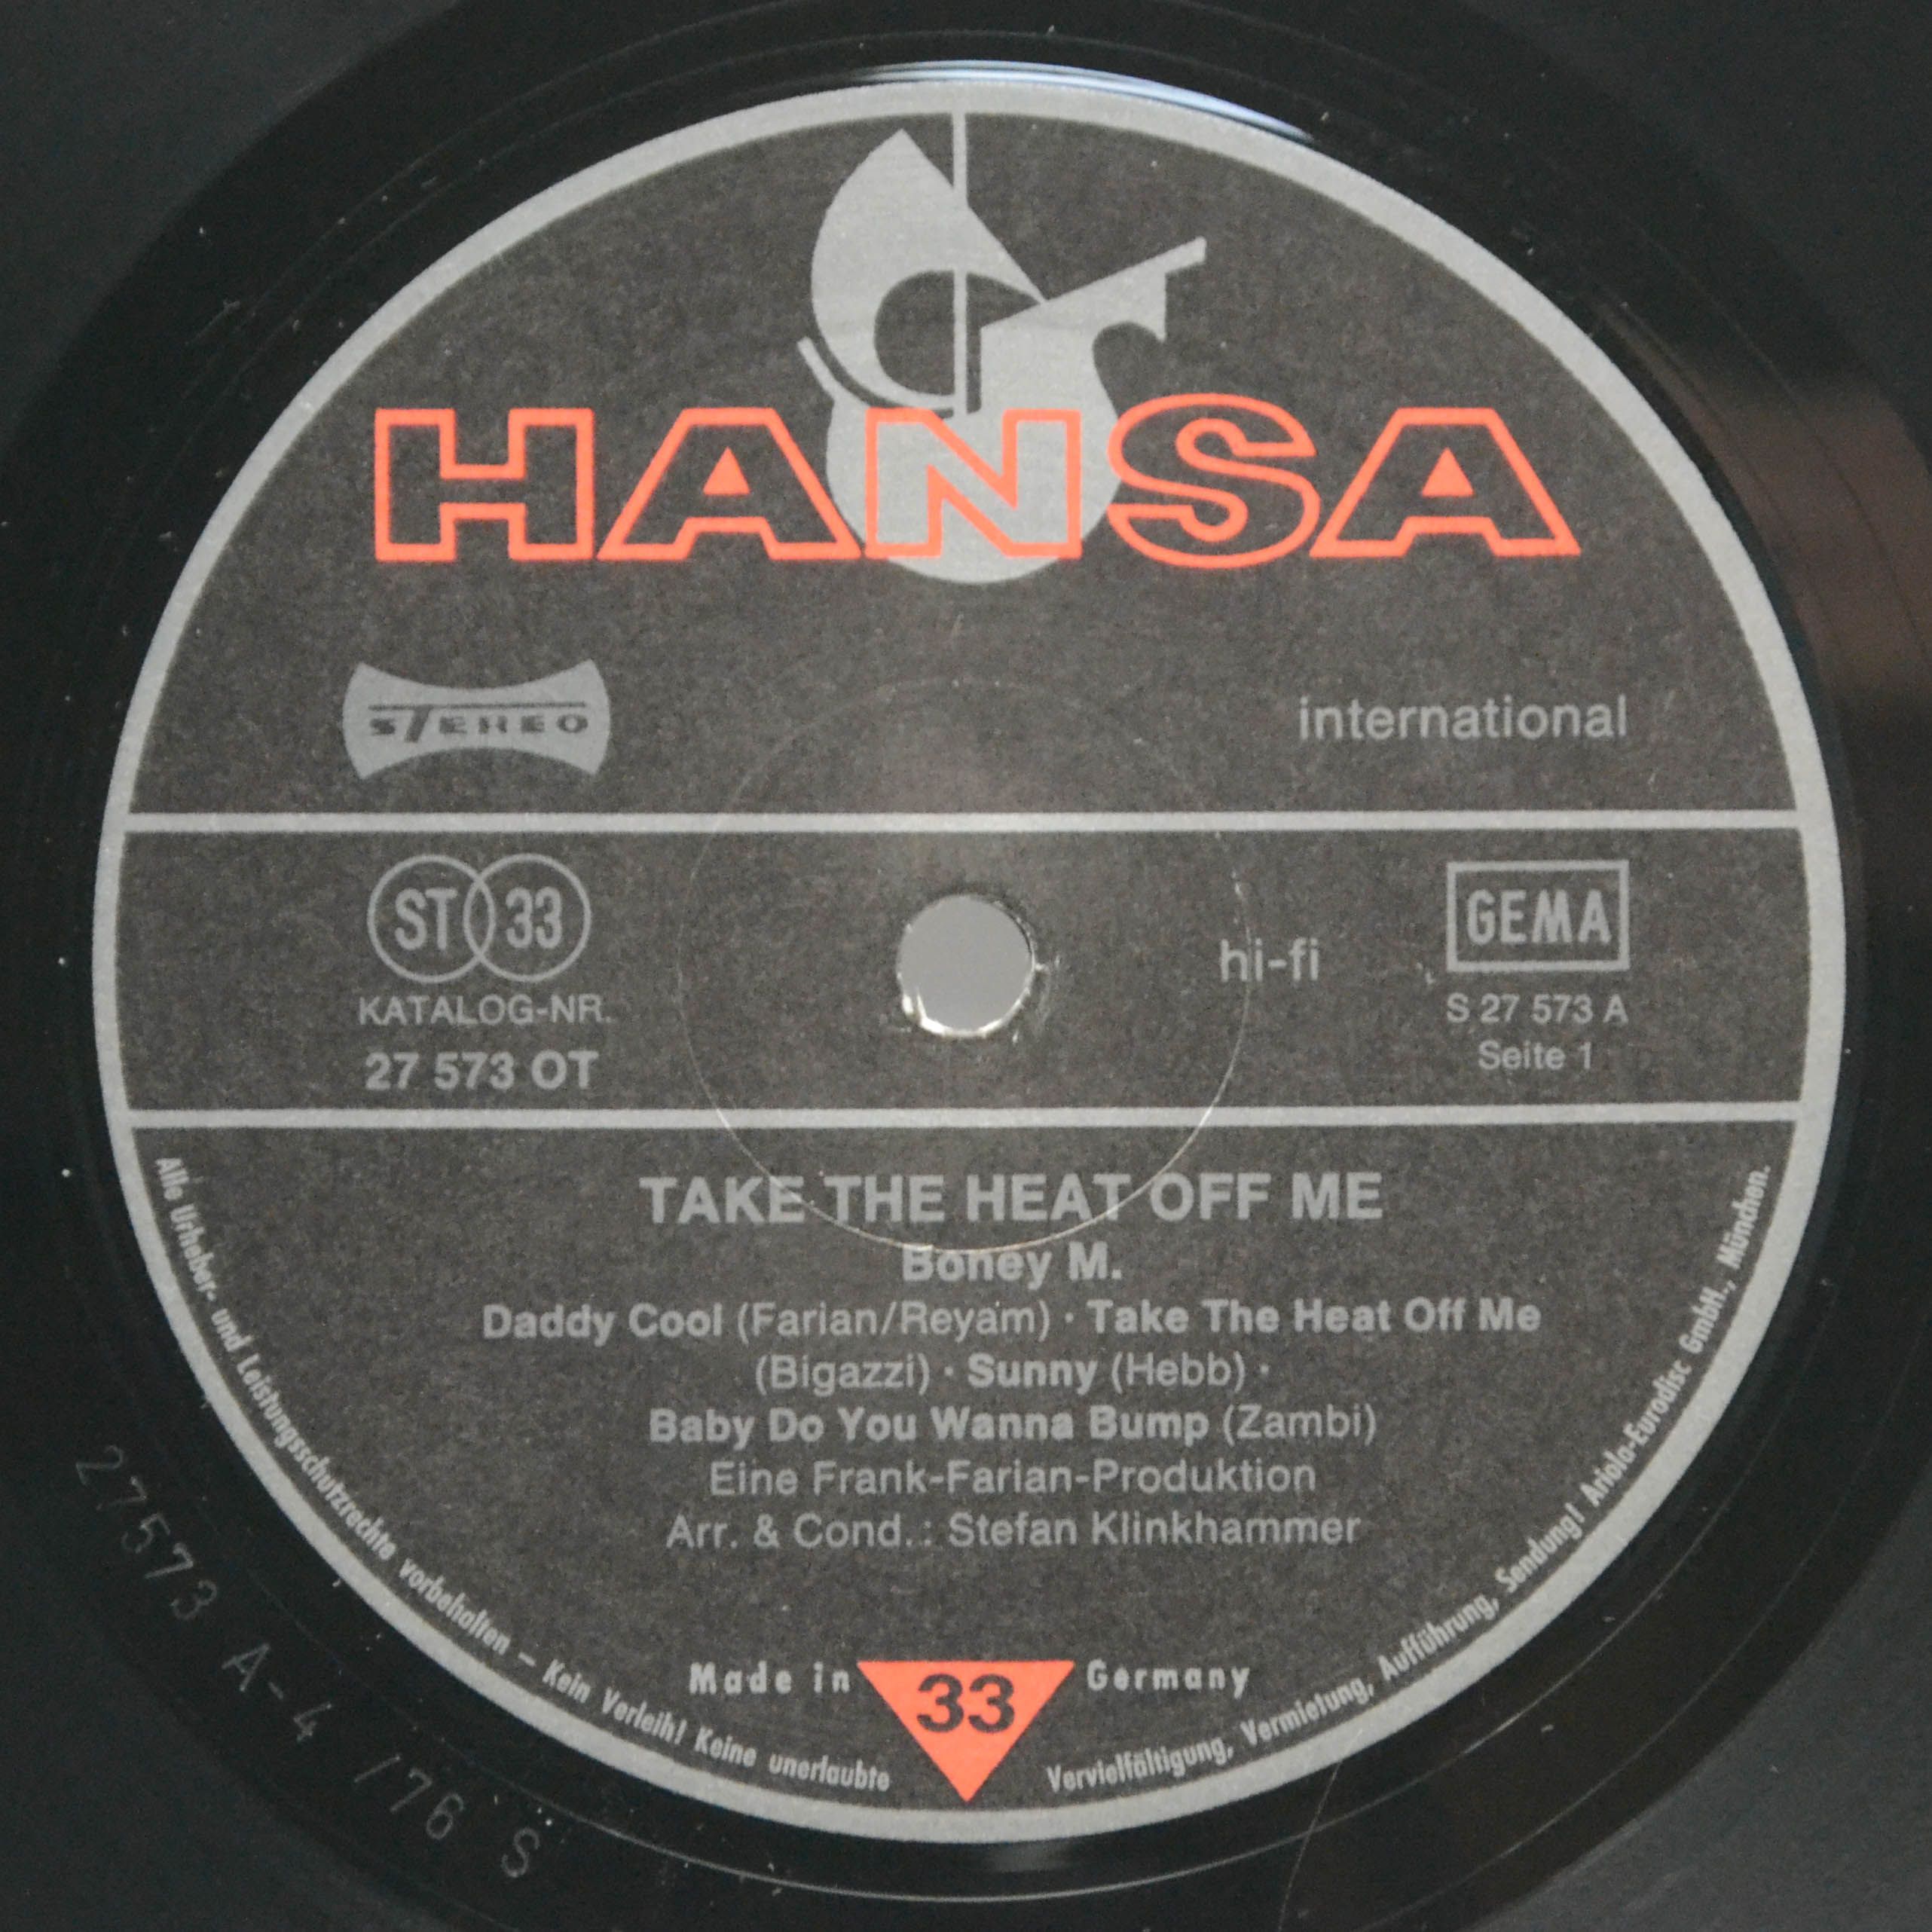 HANSA
STEREO
international
ST 33
KATALOG-NR.
27 573 OT
hi-fi
GEMA
S 27 573 A
Seite 1
TAKE THE HEAT OFF ME
Boney M.
Daddy Cool (Farian/Reyam) · Take The Heat Off Me
(Bigazzi) · Sunny (Hebb) ·
Baby Do You Wanna Bump (Zambi)
Eine Frank-Farian-Produktion
Arr. & Cond.: Stefan Klinkhammer
Made in 33 Germany
Alle Urheber- und Leistungsschutzrechte vorbehalten – Kein Verleih! Keine unerlaubte Vervielfältigung, Vermietung, Aufführung, Sendung! Ariola-Eurodisc GmbH., München.
27573 A-4 /76 S